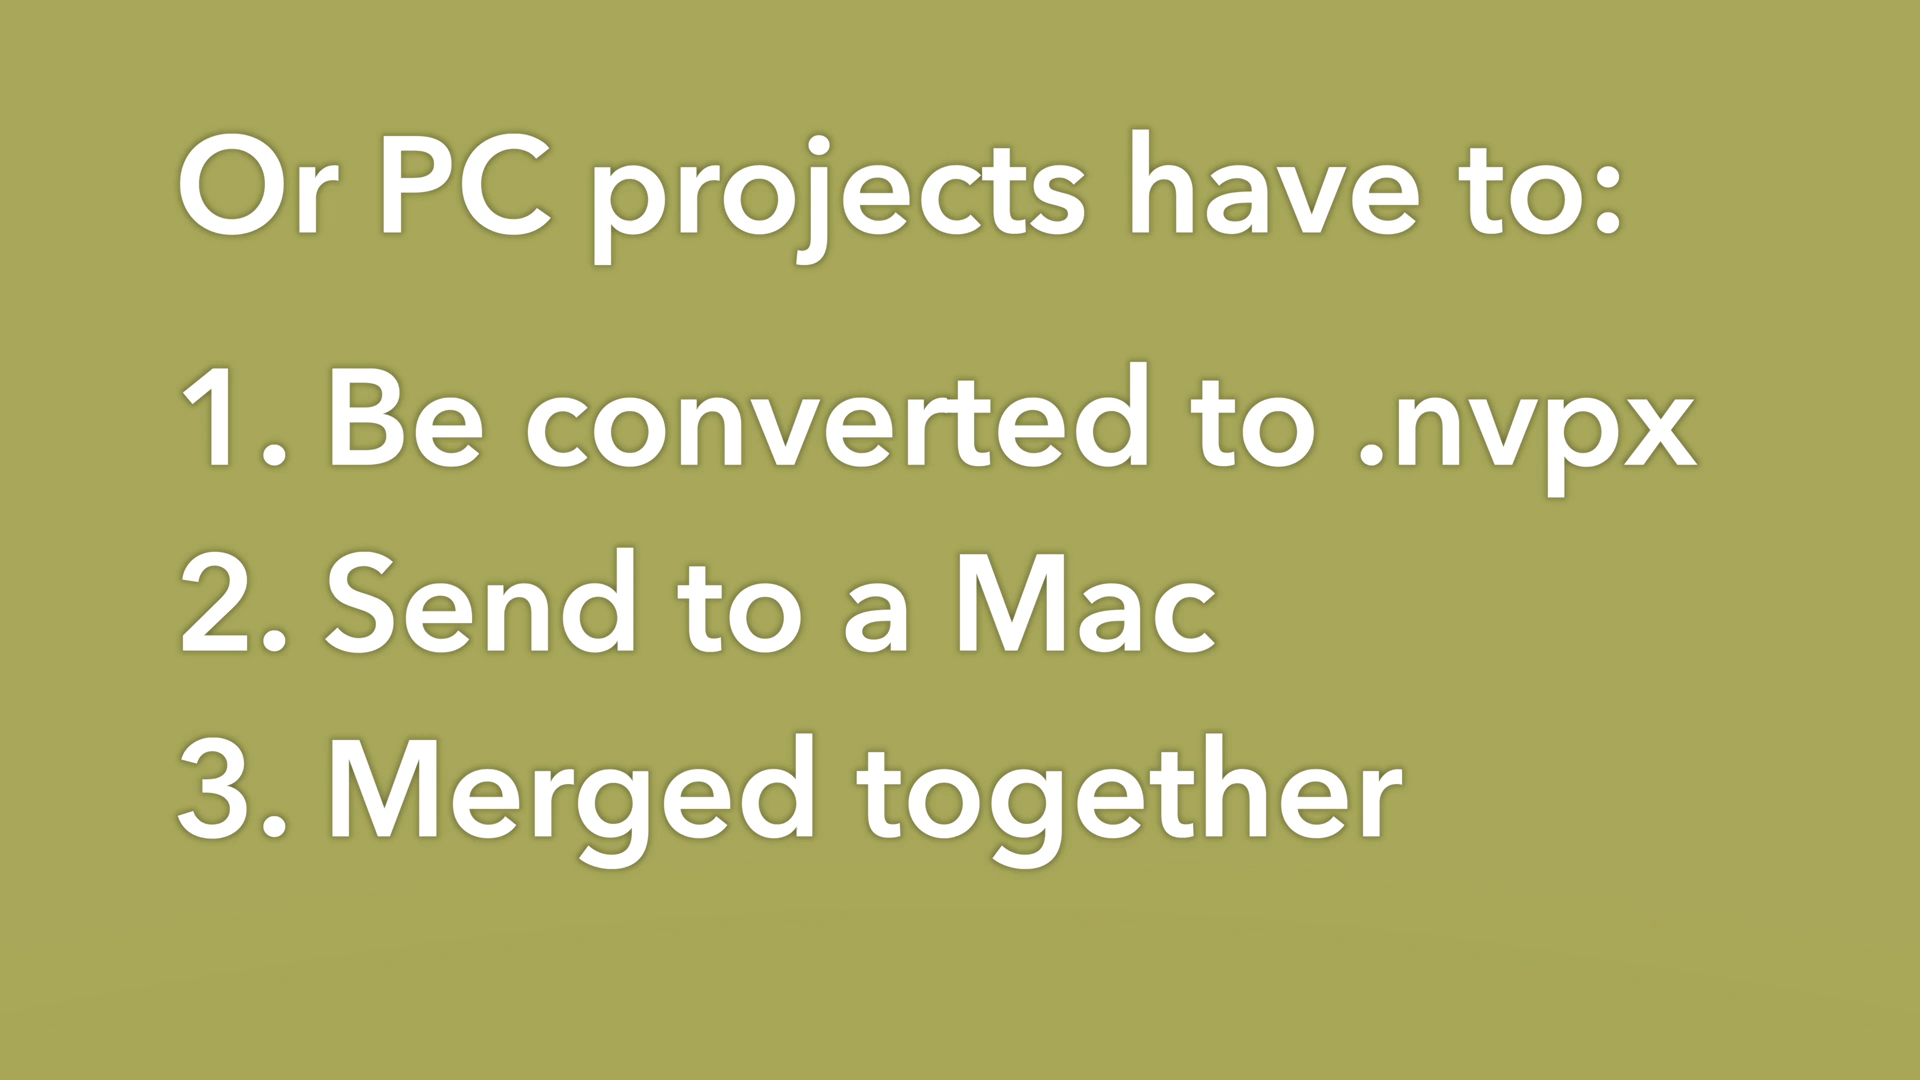 Or PC projects have to:
1. Be converted to .nvpx
2. Send to a Mac
3. Merged together